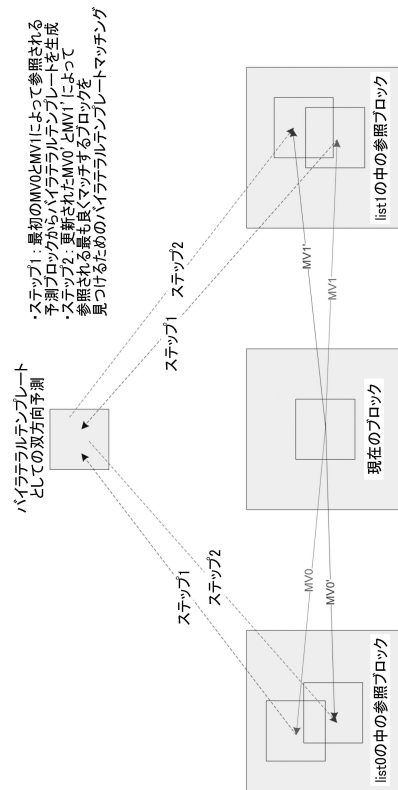 ・ステップ1：最初のMV0とMV1によって参照される
予測ブロックからバイラテラルテンプレートを生成
・ステップ2：更新されたMV0'とMV1'によって
参照される最も良くマッチするブロックを
見つけるためのバイラテラルテンプレートマッチング
バイラテラルテンプレート
としての双方向予測
ステップ1
ステップ2
ステップ1
ステップ2
MV0
MV0'
MV1'
MV1
list0の中の参照ブロック
現在のブロック
list1の中の参照ブロック